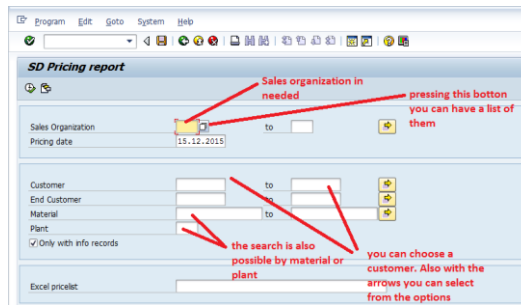 Program Edit Goto System Help
SD Pricing report
Sales organization in
needed
pressing this botton
you can have a list of
them
Sales Organization to
Pricing date 15.12.2015
Customer to
End Customer to
Material to
Plant
Only with info records
the search is also
possible by material or
plant
you can choose a
customer. Also with the
arrows you can select
from the options
Excel pricelist